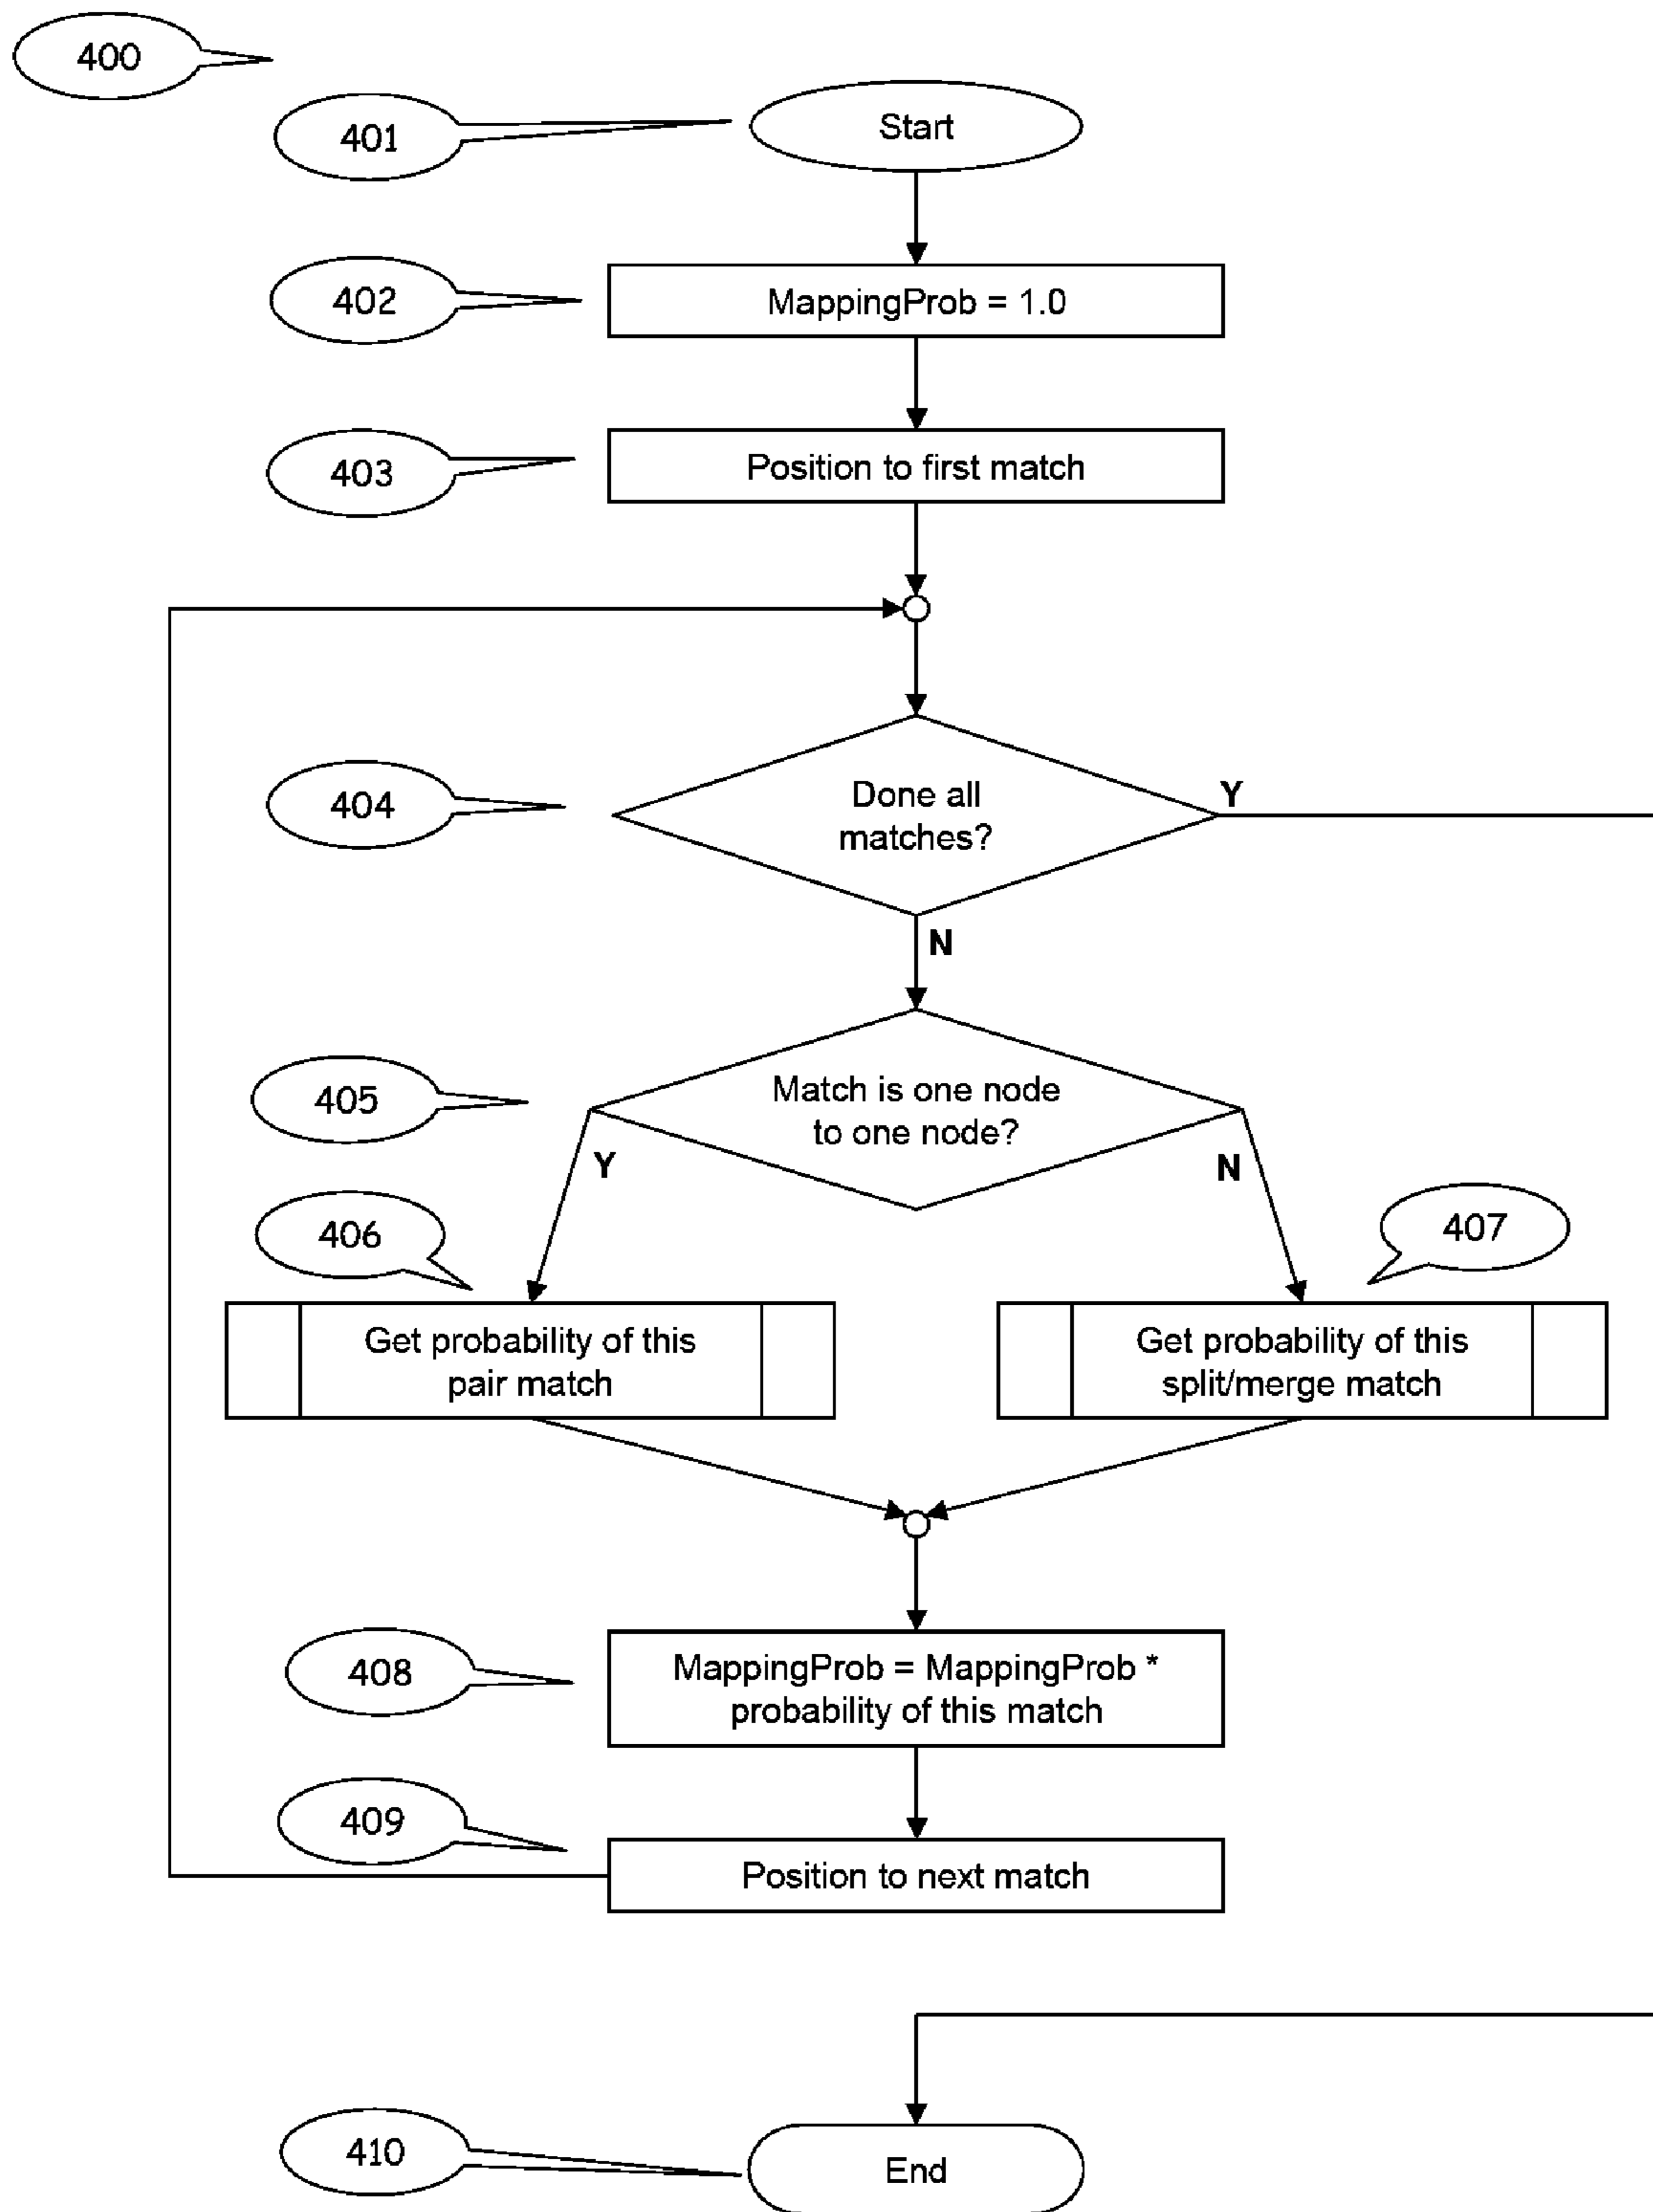 400
401
Start
402
MappingProb = 1.0
403
Position to first match
404
Done all
matches?
Y
N
405
Match is one node
to one node?
Y
N
406
407
Get probability of this
pair match
Get probability of this
split/merge match
408
MappingProb = MappingProb *
probability of this match
409
Position to next match
410
End